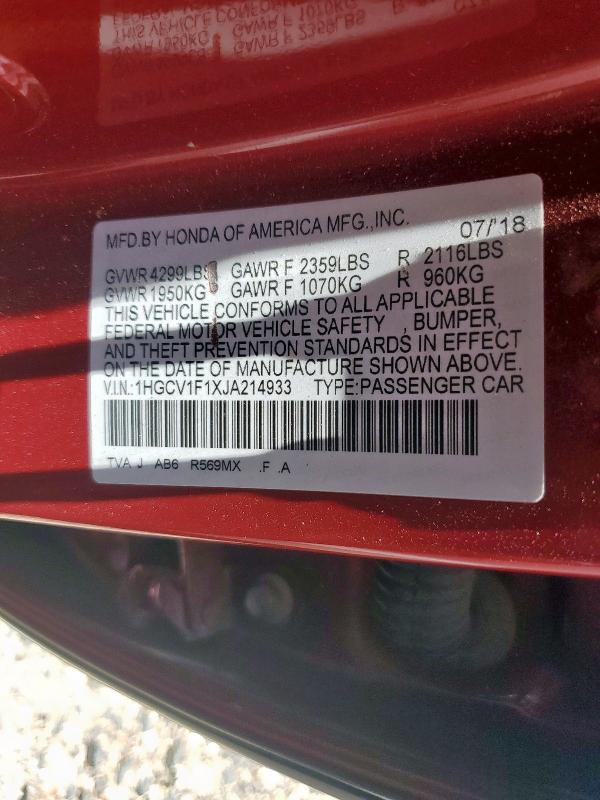 MFD.BY HONDA OF AMERICA MFG.,INC. 07/'18
GVWR 4299LBS GAWR F 2359LBS R 2116LBS
GVWR 1950KG GAWR F 1070KG R 960KG
THIS VEHICLE CONFORMS TO ALL APPLICABLE
FEDERAL MOTOR VEHICLE SAFETY , BUMPER,
AND THEFT PREVENTION STANDARDS IN EFFECT
ON THE DATE OF MANUFACTURE SHOWN ABOVE.
V.I.N.:1HGCV1F1XJA214933 TYPE:PASSENGER CAR
TVA J AB6 R569MX .F .A